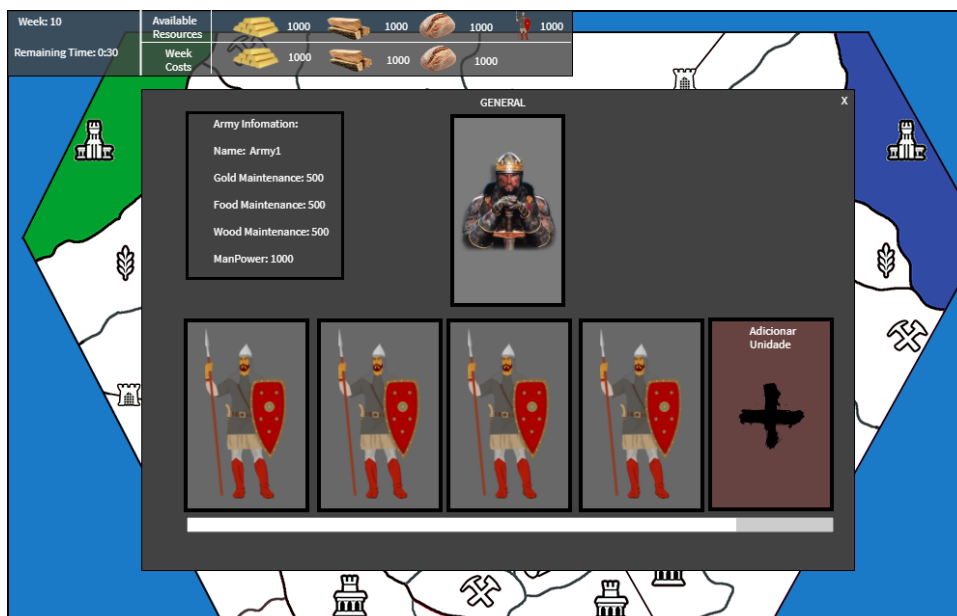 Week: 10
Available Resources
1000 1000 1000 1000
Remaining Time: 0:30
Week Costs
1000 1000 1000
GENERAL
X
Army Infomation:
Name: Army1
Gold Maintenance: 500
Food Maintenance: 500
Wood Maintenance: 500
ManPower: 1000
Adicionar
Unidade